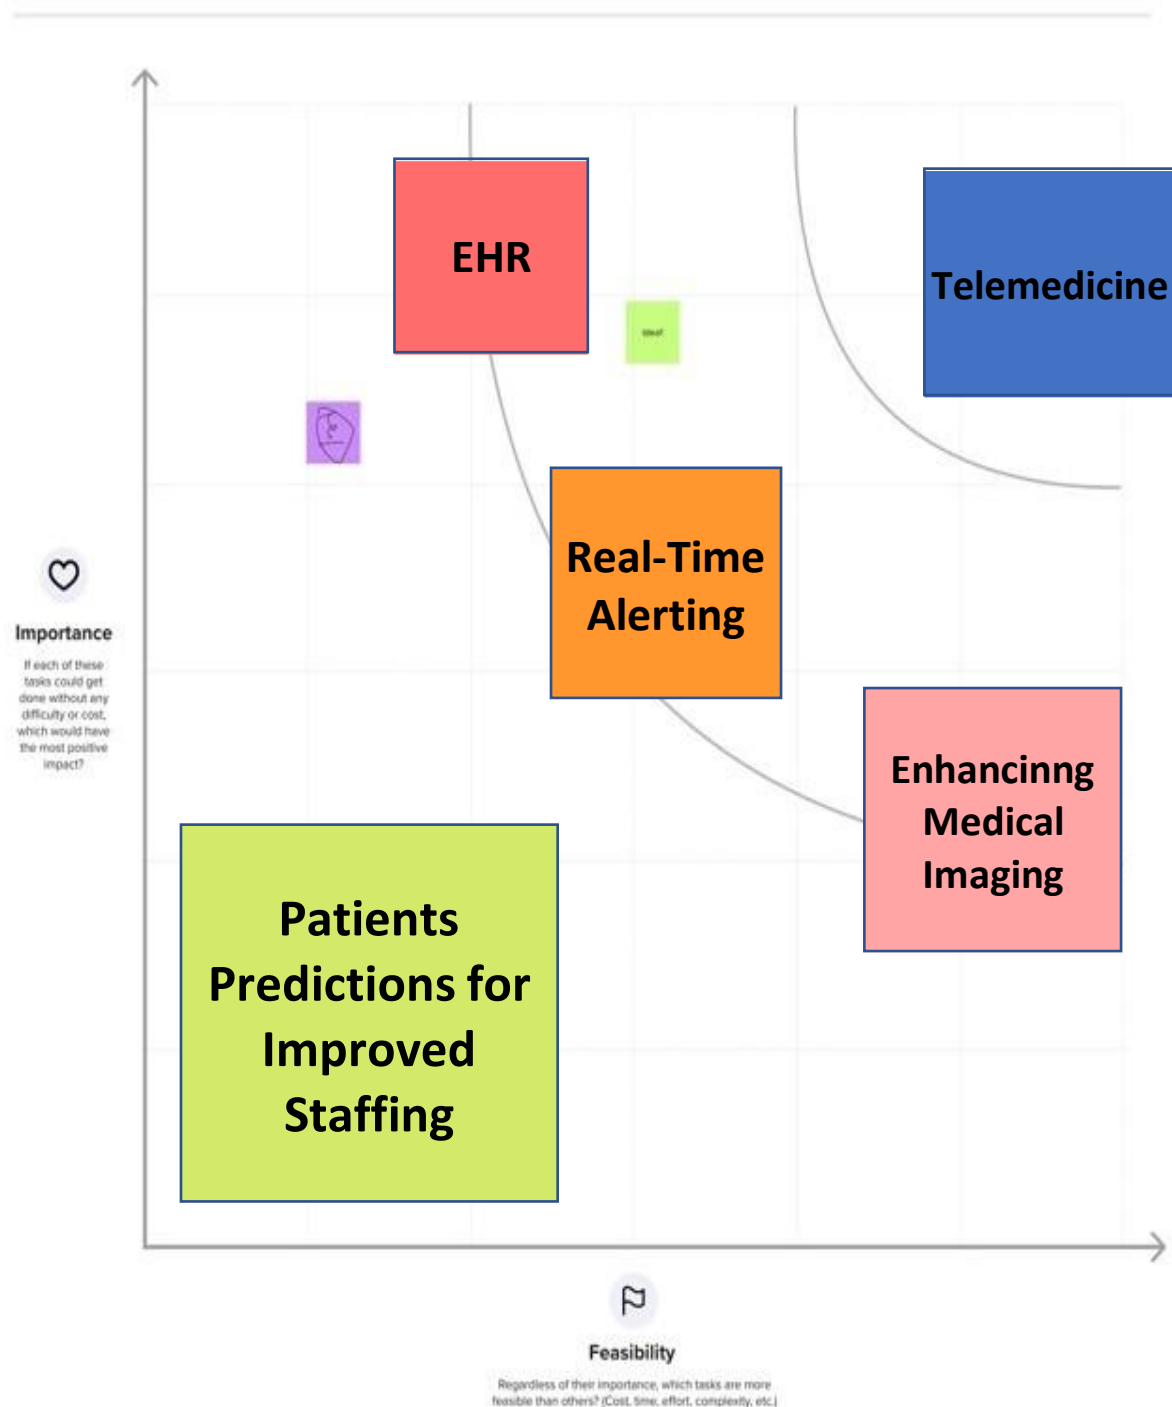 EHR
Telemedicine
Real-Time
Alerting
Importance
If each of these
tasks could get
done without any
difficulty or cost,
which would have
the most positive
impact?
Enhancinng
Medical
Imaging
Patients
Predictions for
Improved
Staffing
Feasibility
Regardless of their importance, which tasks are more
feasible than others? (Cost, time, effort, complexity, etc.)